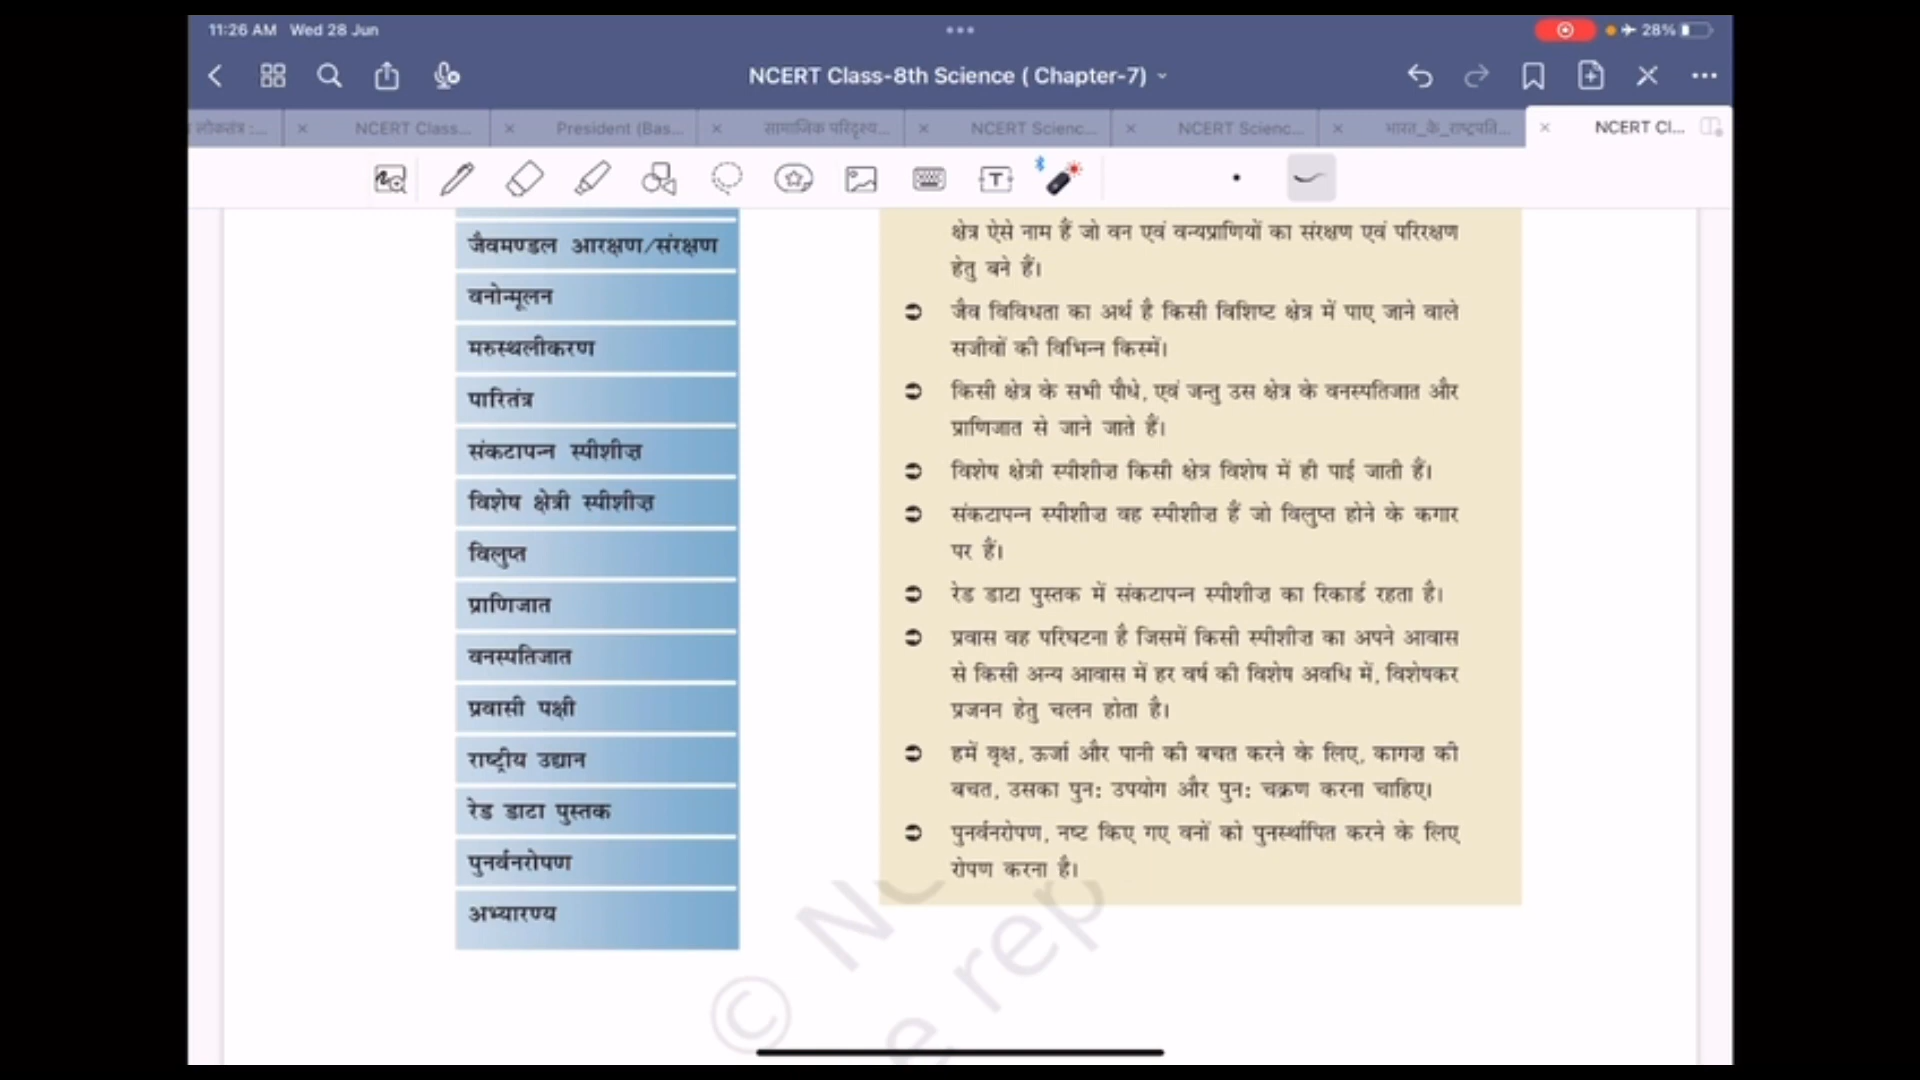 11:26 AM Wed 28 Jun
28%
NCERT Class-8th Science ( Chapter-7)
लोकतंत्र :...
NCERT Class...
President (Bas...
सामाजिक परिदृश्य...
NCERT Scienc...
NCERT Scienc...
भारत_के_राष्ट्रपति...
NCERT Cl...
जैवमण्डल आरक्षण/संरक्षण
वनोन्मूलन
मरुस्थलीकरण
पारितंत्र
संकटापन्न स्पीशीज़
विशेष क्षेत्री स्पीशीज़
विलुप्त
प्राणिजात
वनस्पतिजात
प्रवासी पक्षी
राष्ट्रीय उद्यान
रेड डाटा पुस्तक
पुनर्वनरोपण
अभ्यारण्य
क्षेत्र ऐसे नाम हैं जो वन एवं वन्यप्राणियों का संरक्षण एवं परिरक्षण
हेतु बने हैं।
जैव विविधता का अर्थ है किसी विशिष्ट क्षेत्र में पाए जाने वाले
सजीवों की विभिन्न किस्में।
किसी क्षेत्र के सभी पौधे, एवं जन्तु उस क्षेत्र के वनस्पतिजात और
प्राणिजात से जाने जाते हैं।
विशेष क्षेत्री स्पीशीज़ किसी क्षेत्र विशेष में ही पाई जाती हैं।
संकटापन्न स्पीशीज़ वह स्पीशीज़ हैं जो विलुप्त होने के कगार
पर हैं।
रेड डाटा पुस्तक में संकटापन्न स्पीशीज़ का रिकार्ड रहता है।
प्रवास वह परिघटना है जिसमें किसी स्पीशीज़ का अपने आवास
से किसी अन्य आवास में हर वर्ष की विशेष अवधि में, विशेषकर
प्रजनन हेतु चलन होता है।
हमें वृक्ष, ऊर्जा और पानी की बचत करने के लिए, कागज़ की
बचत, उसका पुन: उपयोग और पुन: चक्रण करना चाहिए।
पुनर्वनरोपण, नष्ट किए गए वनों को पुनर्स्थापित करने के लिए
रोपण करना है।
© NC
e rep